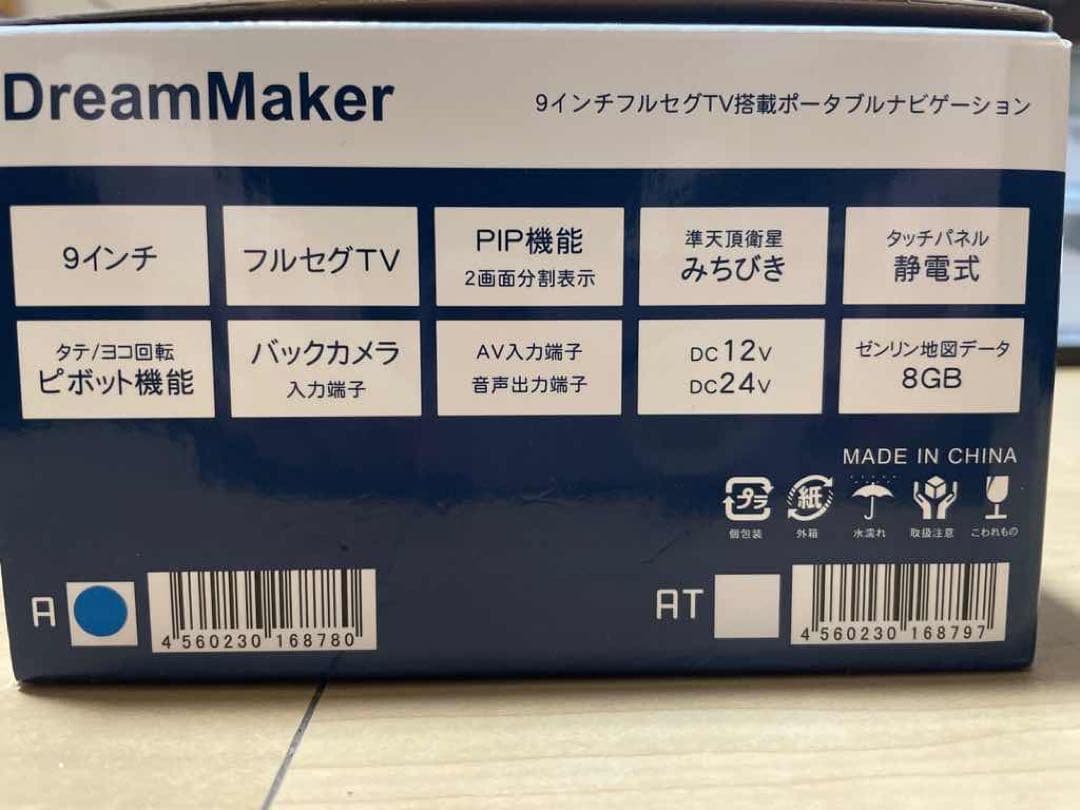 DreamMaker
9インチフルセグTV搭載ポータブルナビゲーション
9インチ
フルセグTV
PIP機能
2画面分割表示
準天頂衛星
みちびき
タッチパネル
静電式
タテ/ヨコ回転
ピボット機能
バックカメラ
入力端子
AV入力端子
音声出力端子
DC12V
DC24V
ゼンリン地図データ
8GB
MADE IN CHINA
プラ
紙
個包装
外箱
水濡れ
取扱注意
こわれもの
A
4 560230 168780
AT
4 560230 168797